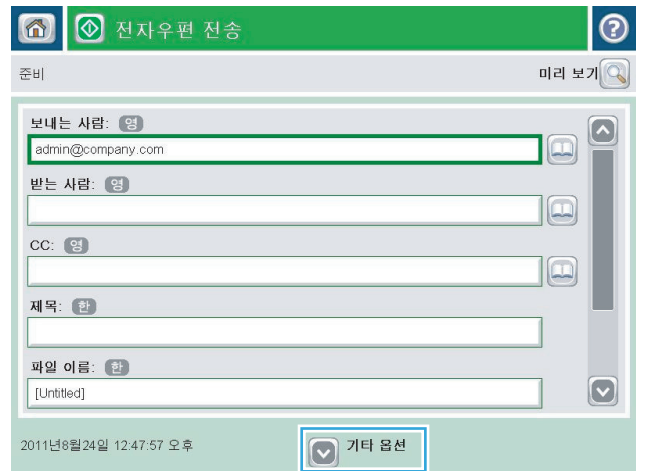 전자우편 전송
준비
미리 보기
보내는 사람: 영
admin@company.com
받는 사람: 영
CC: 영
제목: 한
파일 이름: 한
[Untitled]
2011년8월24일 12:47:57 오후
기타 옵션